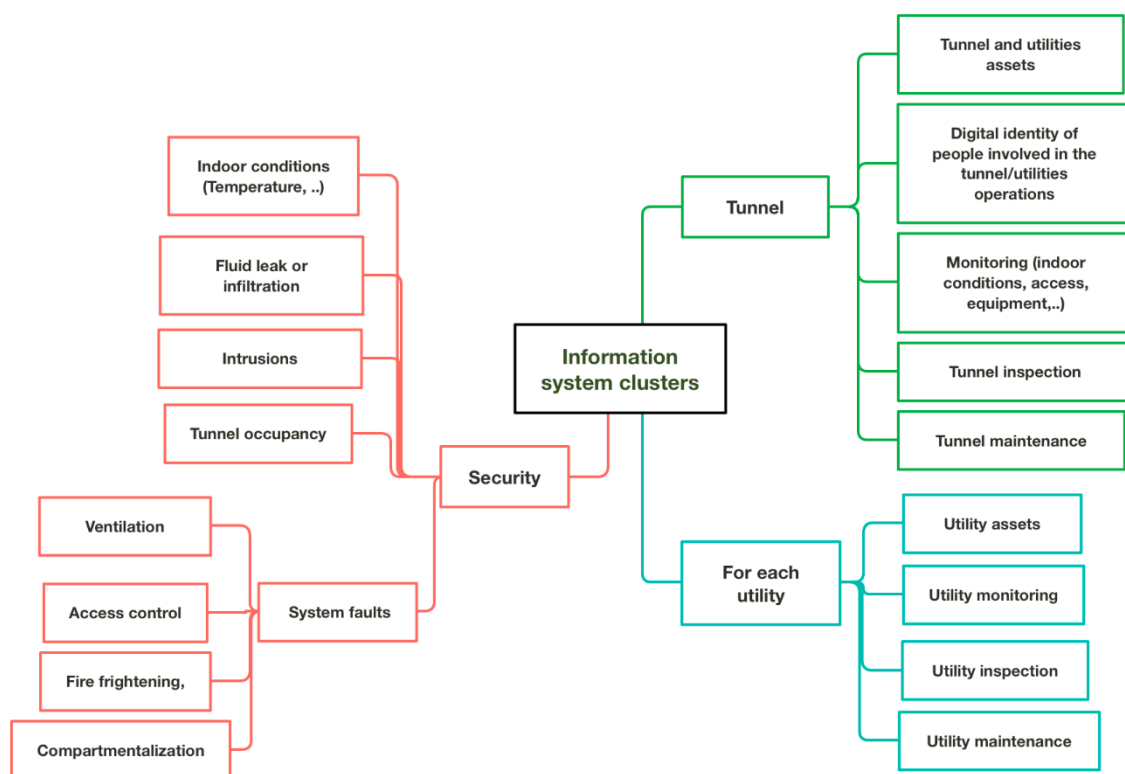 Information
system clusters
Tunnel
Tunnel and utilities
assets
Digital identity of
people involved in the
tunnel/utilities
operations
Monitoring (indoor
conditions, access,
equipment,..)
Tunnel inspection
Tunnel maintenance
For each
utility
Utility assets
Utility monitoring
Utility inspection
Utility maintenance
Security
Indoor conditions
(Temperature, ..)
Fluid leak or
infiltration
Intrusions
Tunnel occupancy
System faults
Ventilation
Access control
Fire frightening,
Compartmentalization